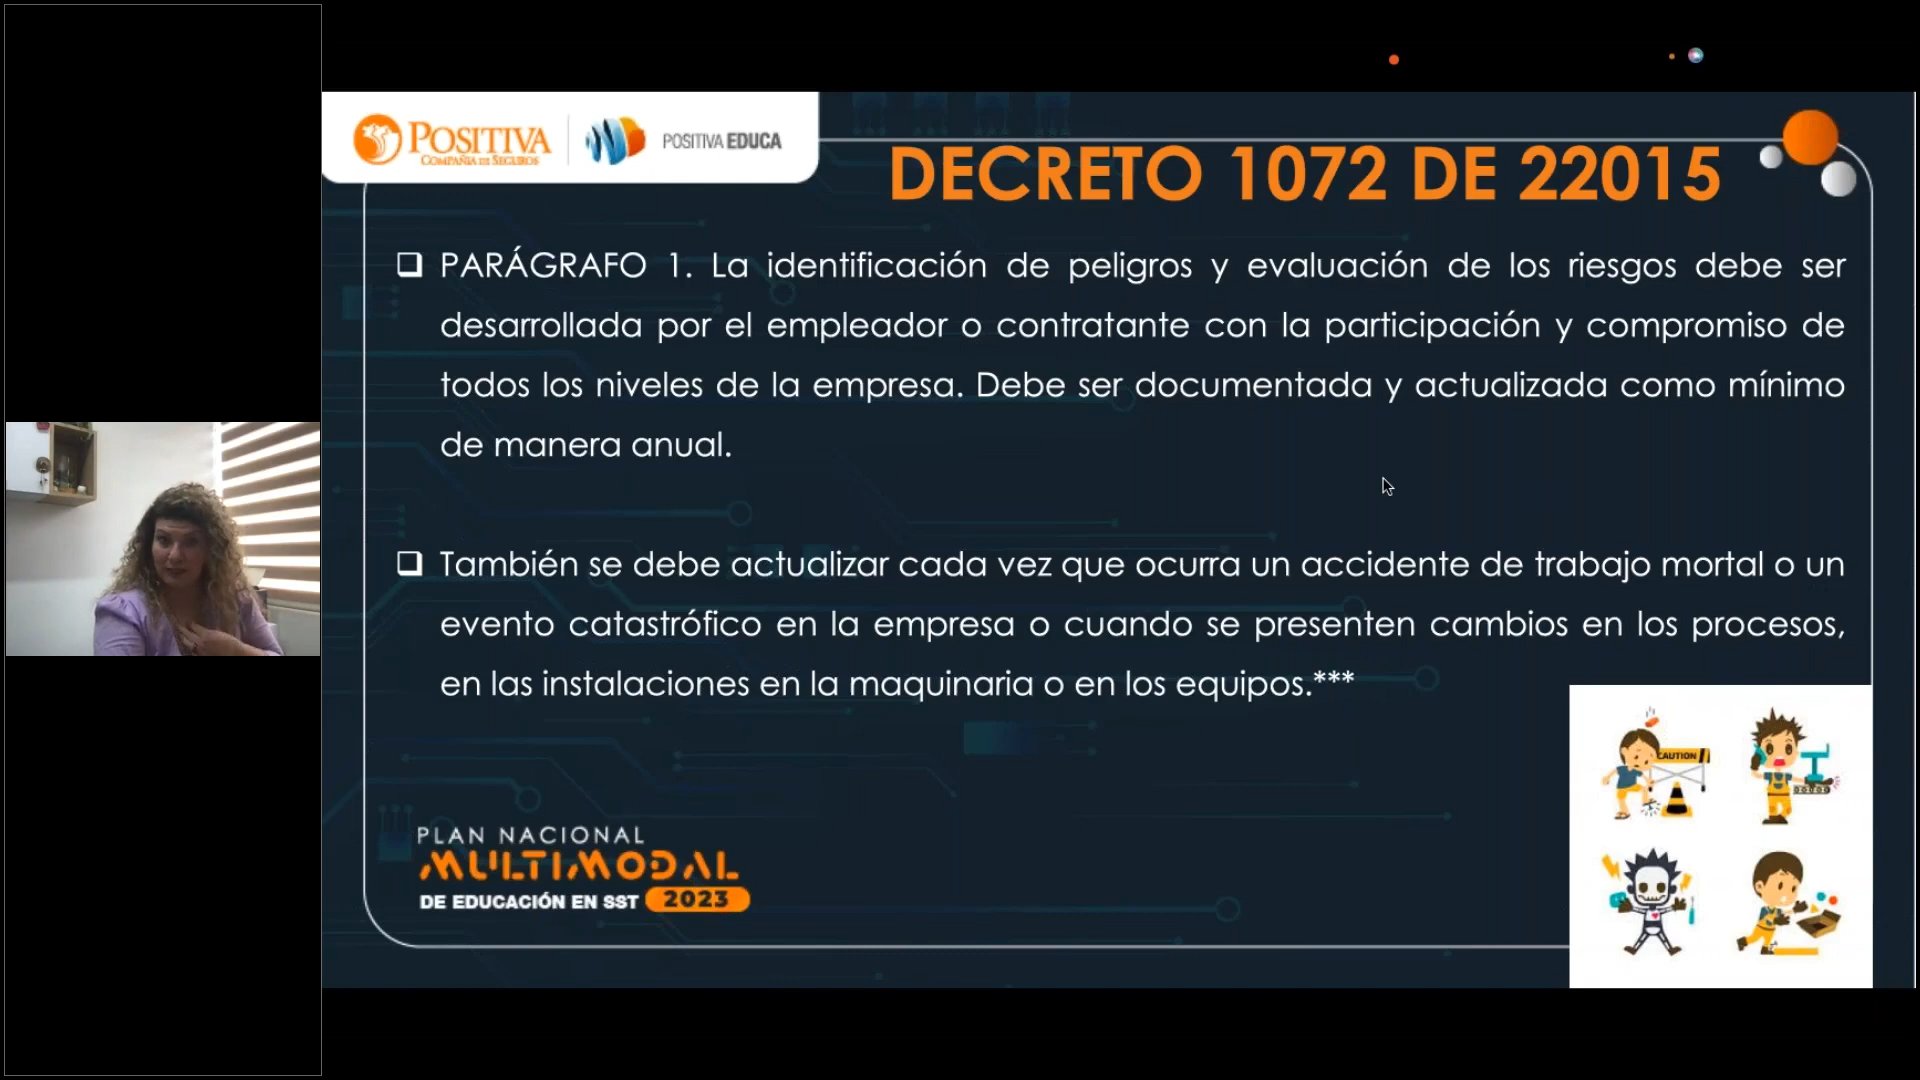 POSITIVA
COMPAÑIA DE SEGUROS
POSITIVA EDUCA
DECRETO 1072 DE 22015
❑ PARÁGRAFO 1. La identificación de peligros y evaluación de los riesgos debe ser
desarrollada por el empleador o contratante con la participación y compromiso de
todos los niveles de la empresa. Debe ser documentada y actualizada como mínimo
de manera anual.
❑ También se debe actualizar cada vez que ocurra un accidente de trabajo mortal o un
evento catastrófico en la empresa o cuando se presenten cambios en los procesos,
en las instalaciones en la maquinaria o en los equipos.***
CAUTION
PLAN NACIONAL
MULTIMODAL
DE EDUCACIÓN EN SST 2023